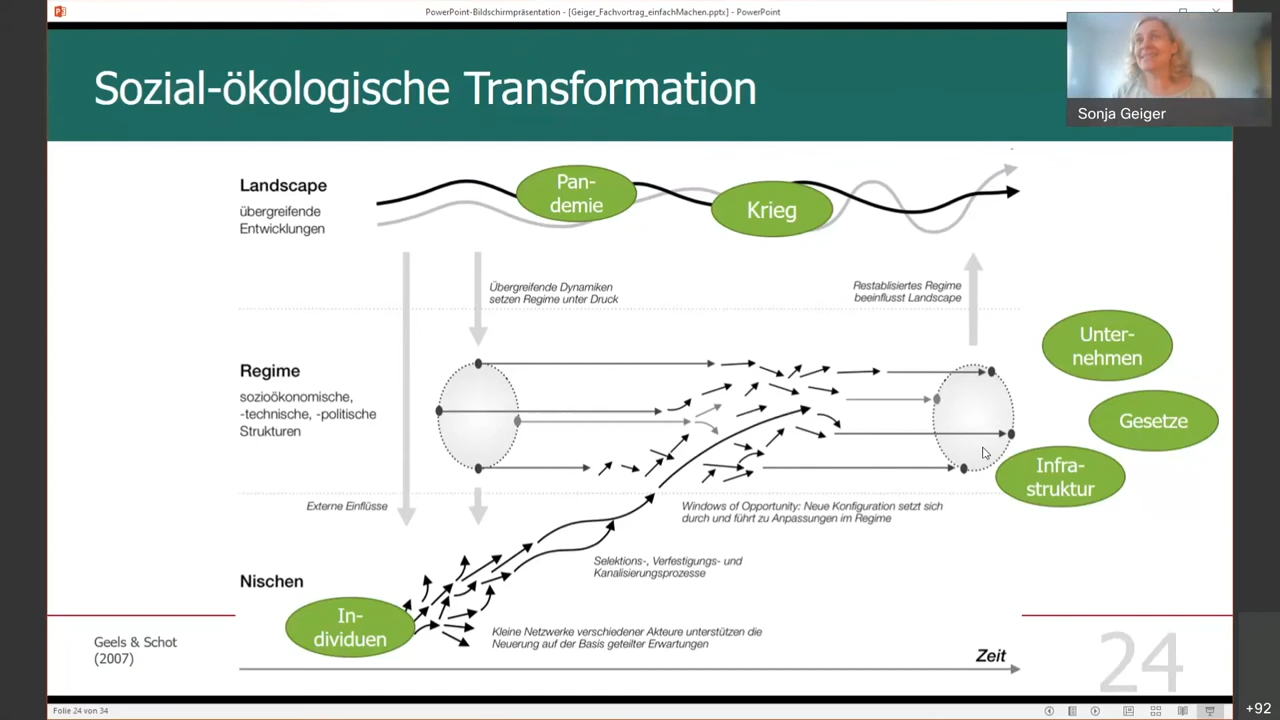 PowerPoint-Bildschirmpräsentation - [Geiger_Fachvortrag_einfachMachen.pptx] - PowerPoint
Sozial-ökologische Transformation
Sonja Geiger
Landscape
übergreifende
Entwicklungen
Pan-
demie
Krieg
Übergreifende Dynamiken
setzen Regime unter Druck
Restablisiertes Regime
beeinflusst Landscape
Unter-
nehmen
Regime
sozioökonomische,
-technische, -politische
Strukturen
Gesetze
Infra-
struktur
Externe Einflüsse
Windows of Opportunity: Neue Konfiguration setzt sich
durch und führt zu Anpassungen im Regime
Selektions-, Verfestigungs- und
Kanalisierungsprozesse
Nischen
In-
dividuen
Kleine Netzwerke verschiedener Akteure unterstützen die
Neuerung auf der Basis geteilter Erwartungen
Geels & Schot
(2007)
Zeit
24
Folie 24 von 34
+92